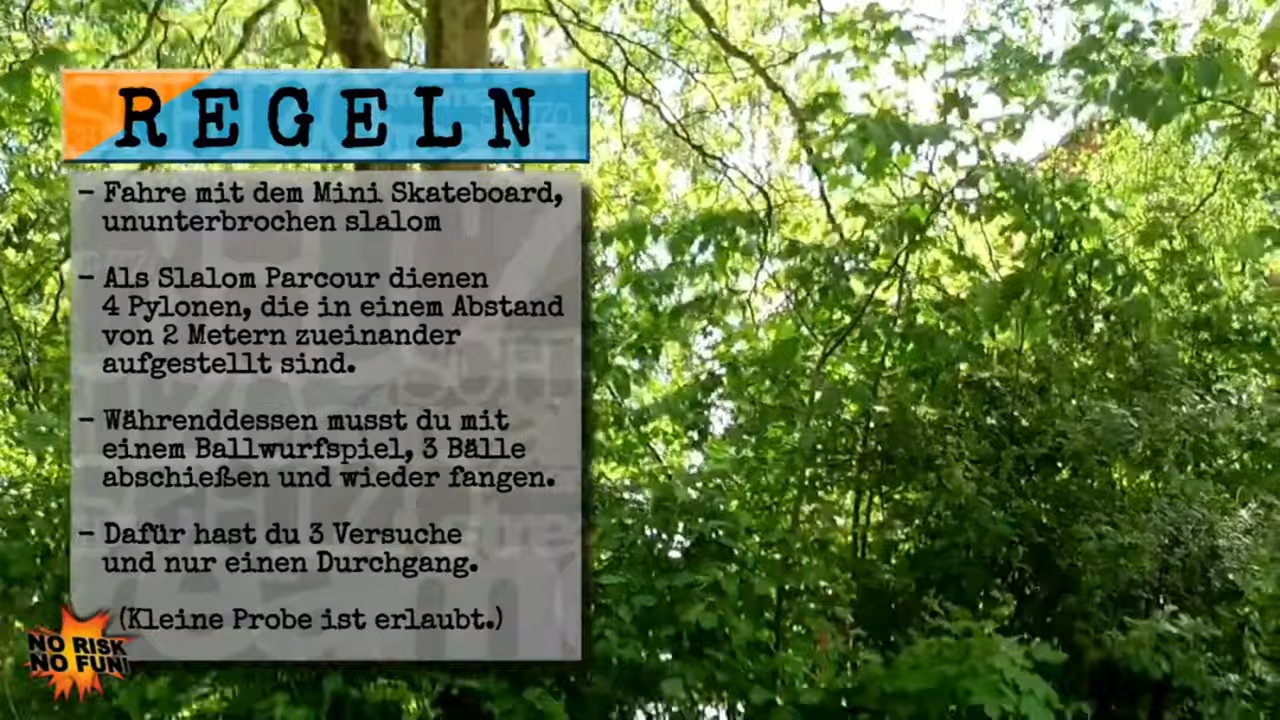 REGELN
– Fahre mit dem Mini Skateboard,
ununterbrochen slalom
– Als Slalom Parcour dienen
4 Pylonen, die in einem Abstand
von 2 Metern zueinander
aufgestellt sind.
– Währenddessen musst du mit
einem Ballwurfspiel, 3 Bälle
abschießen und wieder fangen.
– Dafür hast du 3 Versuche
und nur einen Durchgang.
(Kleine Probe ist erlaubt.)
NO RISK
NO FUN!